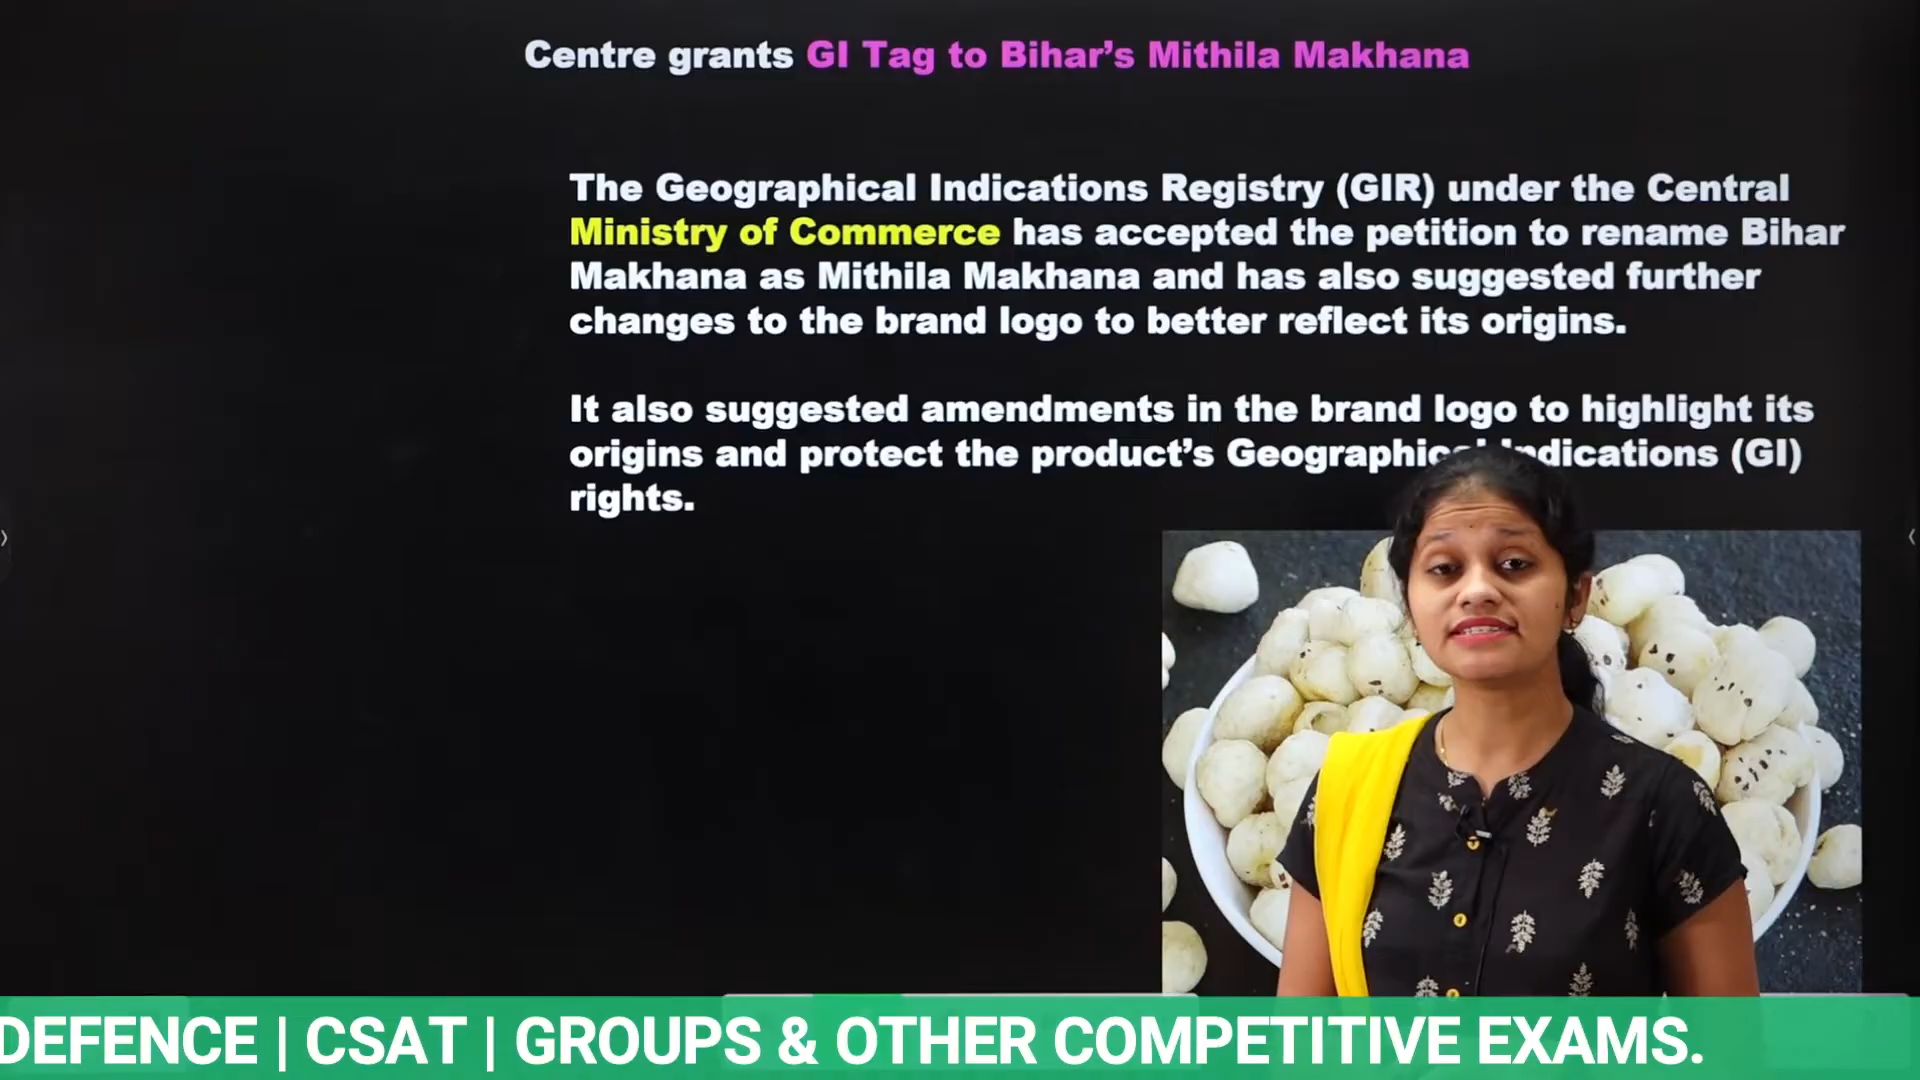 Centre grants GI Tag to Bihar’s Mithila Makhana
The Geographical Indications Registry (GIR) under the Central
Ministry of Commerce has accepted the petition to rename Bihar
Makhana as Mithila Makhana and has also suggested further
changes to the brand logo to better reflect its origins.
It also suggested amendments in the brand logo to highlight its
origins and protect the product’s Geographical Indications (GI)
rights.
DEFENCE | CSAT | GROUPS & OTHER COMPETITIVE EXAMS.